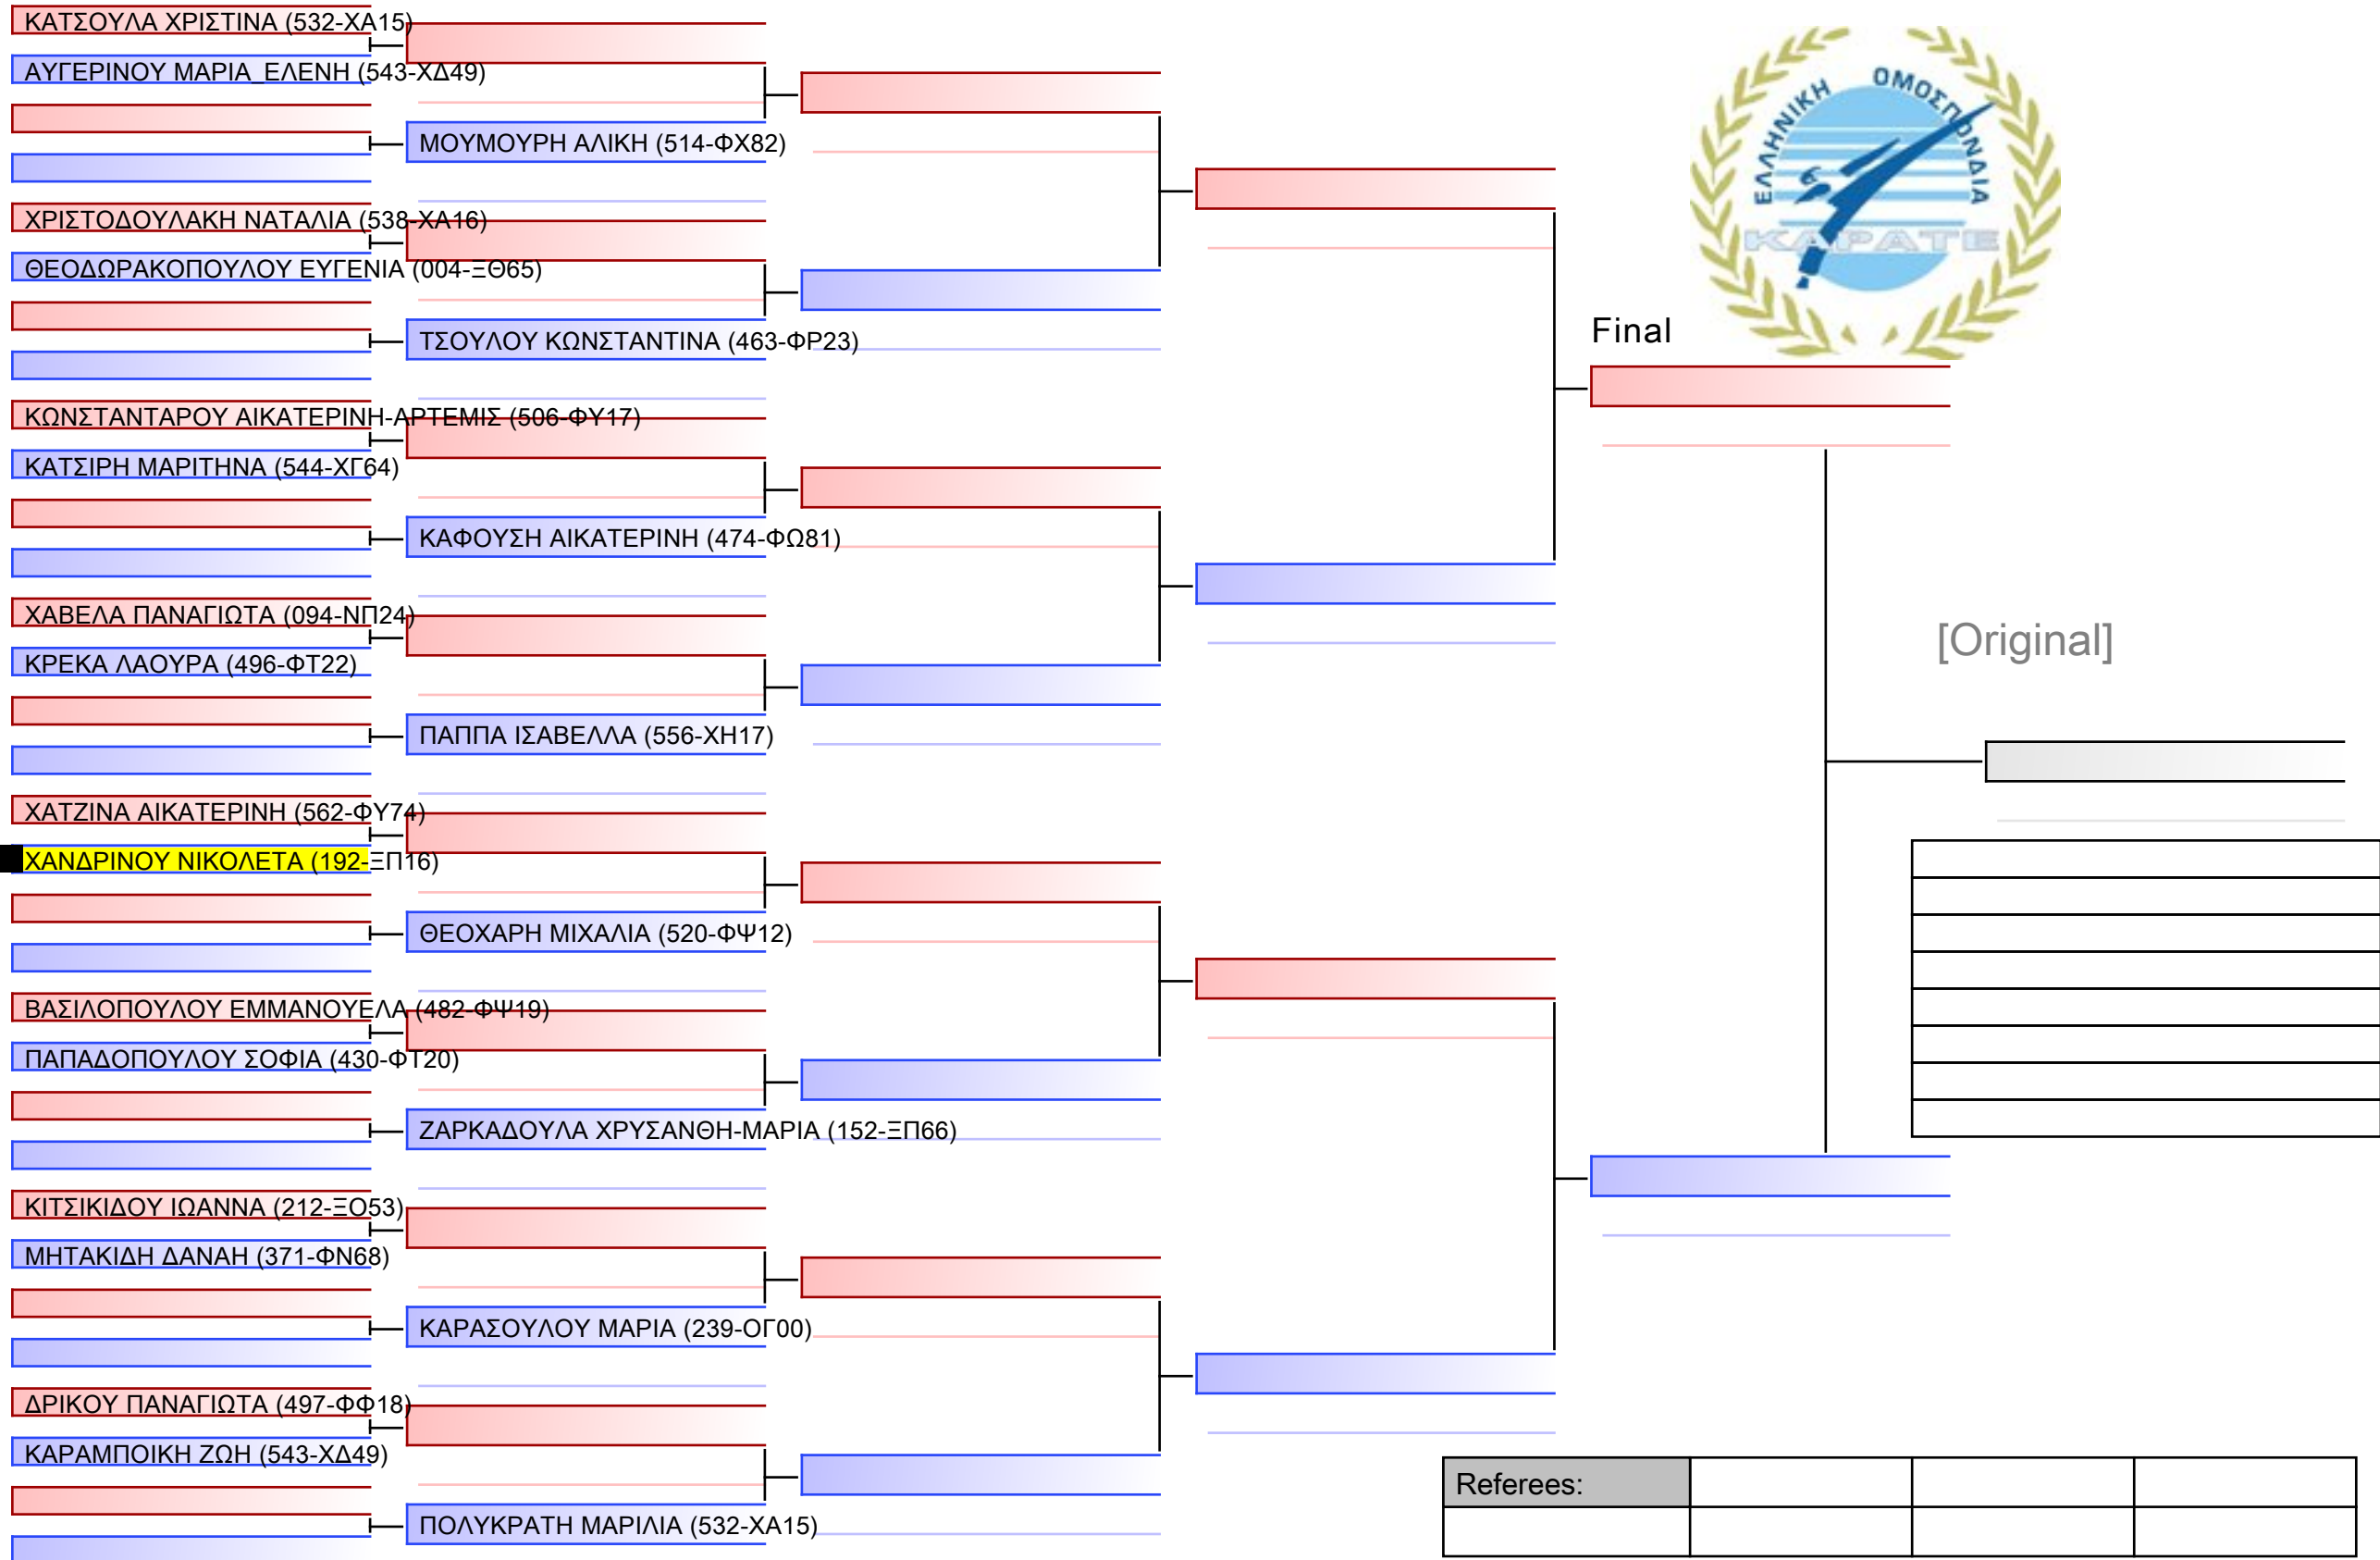 ΚΑΤΣΟΥΛΑ ΧΡΙΣΤΙΝΑ (532-ΧΑ15)
ΑΥΓΕΡΙΝΟΥ ΜΑΡΙΑ_ΕΛΕΝΗ (543-ΧΔ49)
ΜΟΥΜΟΥΡΗ ΑΛΙΚΗ (514-ΦΧ82)
ΧΡΙΣΤΟΔΟΥΛΑΚΗ ΝΑΤΑΛΙΑ (538-ΧΑ16)
ΘΕΟΔΩΡΑΚΟΠΟΥΛΟΥ ΕΥΓΕΝΙΑ (004-ΞΘ65)
ΤΣΟΥΛΟΥ ΚΩΝΣΤΑΝΤΙΝΑ (463-ΦΡ23)
ΚΩΝΣΤΑΝΤΑΡΟΥ ΑΙΚΑΤΕΡΙΝΗ-ΑΡΤΕΜΙΣ (506-ΦΥ17)
ΚΑΤΣΙΡΗ ΜΑΡΙΤΗΝΑ (544-ΧΓ64)
ΚΑΦΟΥΣΗ ΑΙΚΑΤΕΡΙΝΗ (474-ΦΩ81)
ΧΑΒΕΛΑ ΠΑΝΑΓΙΩΤΑ (094-ΝΠ24)
ΚΡΕΚΑ ΛΑΟΥΡΑ (496-ΦΤ22)
ΠΑΠΠΑ ΙΣΑΒΕΛΛΑ (556-ΧΗ17)
ΧΑΤΖΙΝΑ ΑΙΚΑΤΕΡΙΝΗ (562-ΦΥ74)
ΧΑΝΔΡΙΝΟΥ ΝΙΚΟΛΕΤΑ (192-ΞΠ16)
ΘΕΟΧΑΡΗ ΜΙΧΑΛΙΑ (520-ΦΨ12)
ΒΑΣΙΛΟΠΟΥΛΟΥ ΕΜΜΑΝΟΥΕΛΑ (482-ΦΨ19)
ΠΑΠΑΔΟΠΟΥΛΟΥ ΣΟΦΙΑ (430-ΦΤ20)
ΖΑΡΚΑΔΟΥΛΑ ΧΡΥΣΑΝΘΗ-ΜΑΡΙΑ (152-ΞΠ66)
ΚΙΤΣΙΚΙΔΟΥ ΙΩΑΝΝΑ (212-ΞΟ53)
ΜΗΤΑΚΙΔΗ ΔΑΝΑΗ (371-ΦΝ68)
ΚΑΡΑΣΟΥΛΟΥ ΜΑΡΙΑ (239-ΟΓ00)
ΔΡΙΚΟΥ ΠΑΝΑΓΙΩΤΑ (497-ΦΦ18)
ΚΑΡΑΜΠΟΙΚΗ ΖΩΗ (543-ΧΔ49)
ΠΟΛΥΚΡΑΤΗ ΜΑΡΙΛΙΑ (532-ΧΑ15)
ΕΛΛΗΝΙΚΗ ΟΜΟΣΠΟΝΔΙΑ
ΚΑΡΑΤΕ
Final
[Original]
Referees: